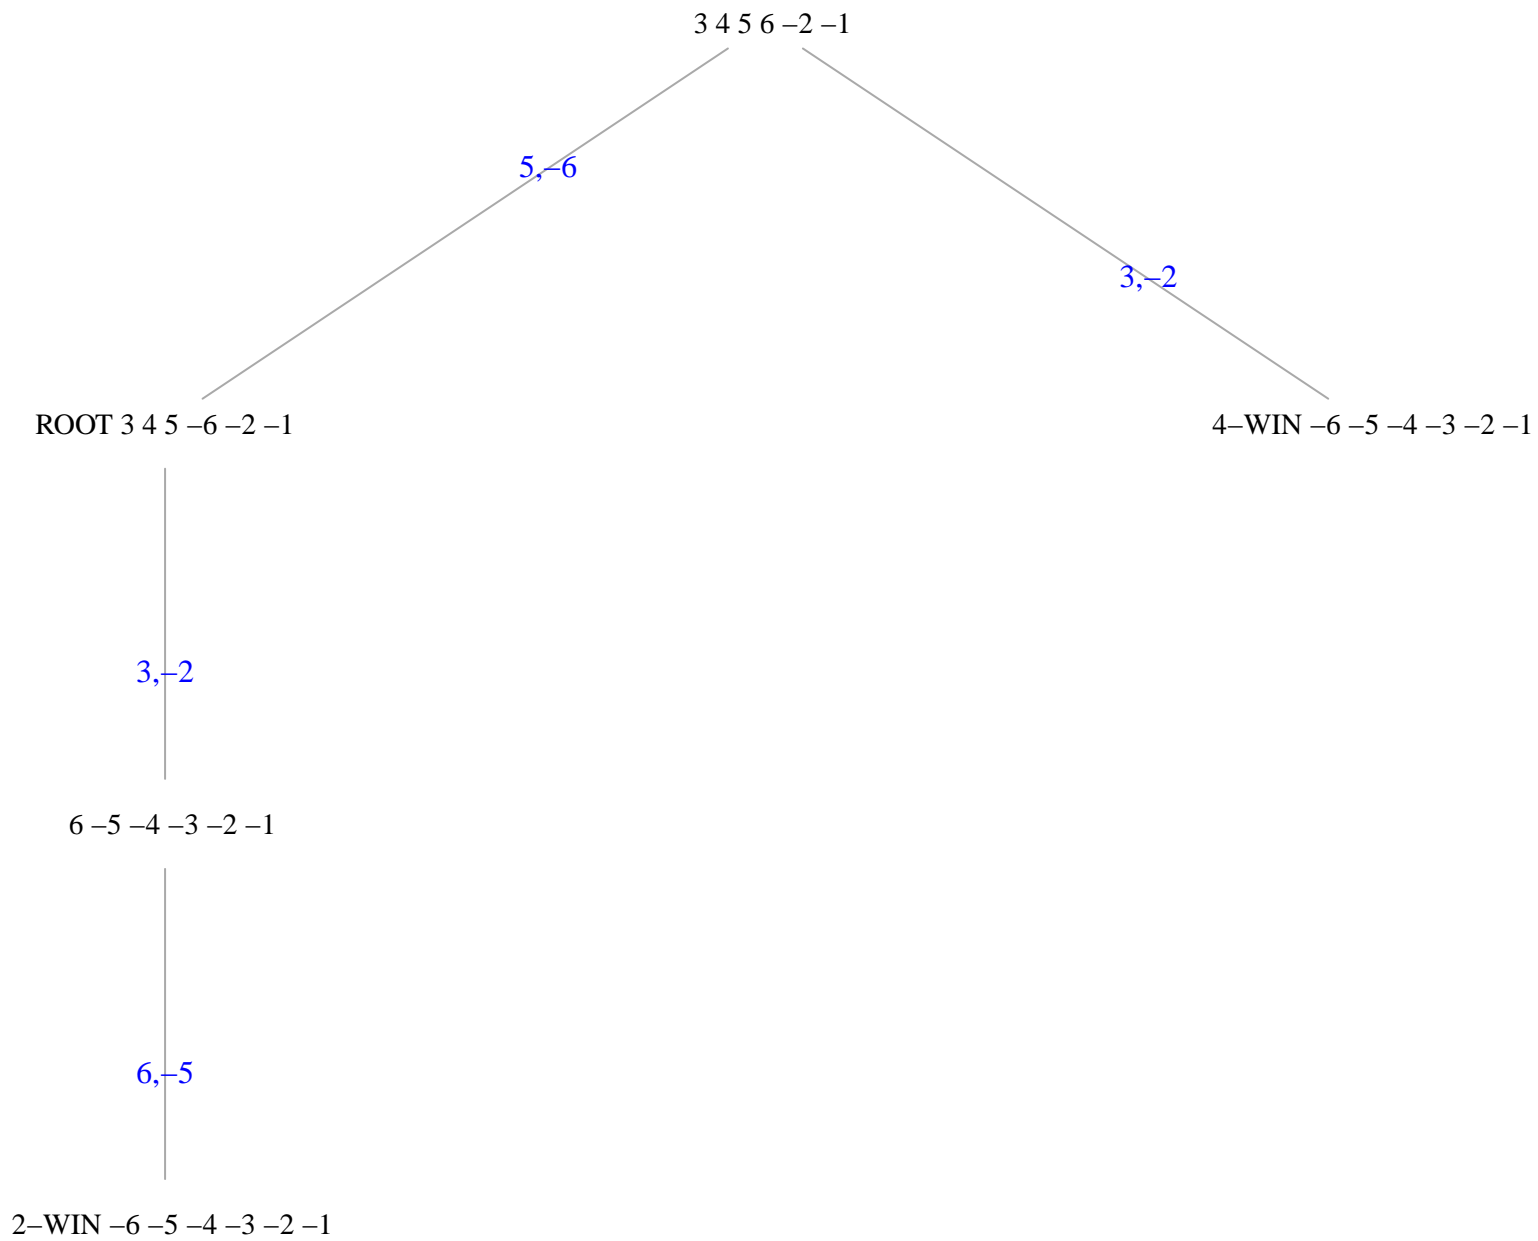 3 4 5 6 –2 –1
5,–6
3,–2
ROOT 3 4 5 –6 –2 –1
4–WIN –6 –5 –4 –3 –2 –1
3,–2
6 –5 –4 –3 –2 –1
6,–5
2–WIN –6 –5 –4 –3 –2 –1